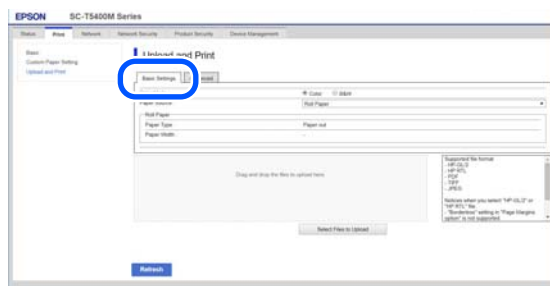 EPSON SC-T5400M Series
Status Print Network Network Security Product Security Device Management
Basic
Custom Paper Setting
Upload and Print
Upload and Print
Basic Settings
Color B&W
Roll Paper
Roll Paper
Paper Type Paper out
Paper Width -
Drag and drop the files to upload here.
Supported file format
- HP-GL/2
- HP RTL
- PDF
- TIFF
- JPEG
Notices when you select "HP-GL/2" or
"HP RTL" file
- "Borderless" setting in "Page Margins
option" is not supported
Select Files to Upload
Refresh